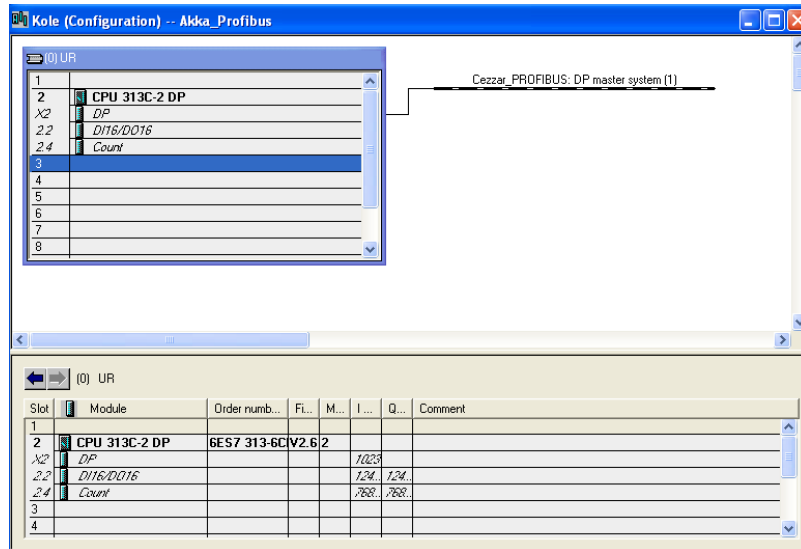 Kole (Configuration) -- Akka_Profibus
(0) UR
1
2 CPU 313C-2 DP
X2 DP
2.2 DI16/DO16
2.4 Count
3
4
5
6
7
8
Cezzar_PROFIBUS: DP master system (1)
(0) UR
Slot Module Order numb... Fi... M... I ... Q... Comment
1
2 CPU 313C-2 DP 6ES7 313-6C V2.6 2
X2 DP 1023
2.2 DI16/DO16 124... 124...
2.4 Count 768... 768...
3
4